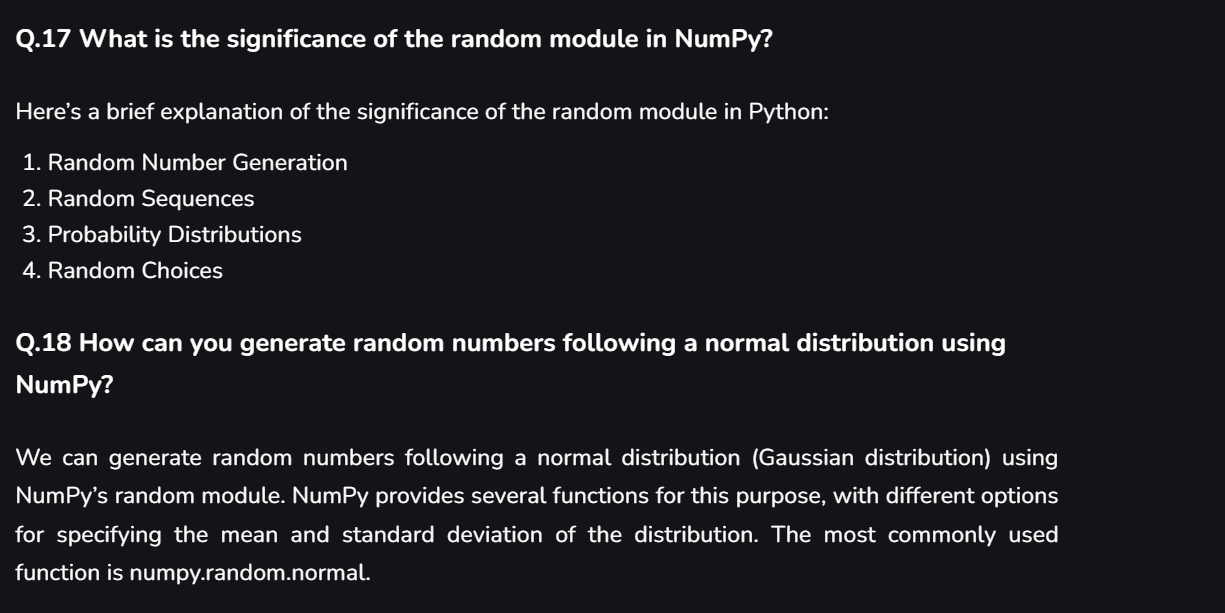 Q.17 What is the significance of the random module in NumPy?
Here’s a brief explanation of the significance of the random module in Python:
1. Random Number Generation
2. Random Sequences
3. Probability Distributions
4. Random Choices
Q.18 How can you generate random numbers following a normal distribution using
NumPy?
We can generate random numbers following a normal distribution (Gaussian distribution) using
NumPy’s random module. NumPy provides several functions for this purpose, with different options
for specifying the mean and standard deviation of the distribution. The most commonly used
function is numpy.random.normal.